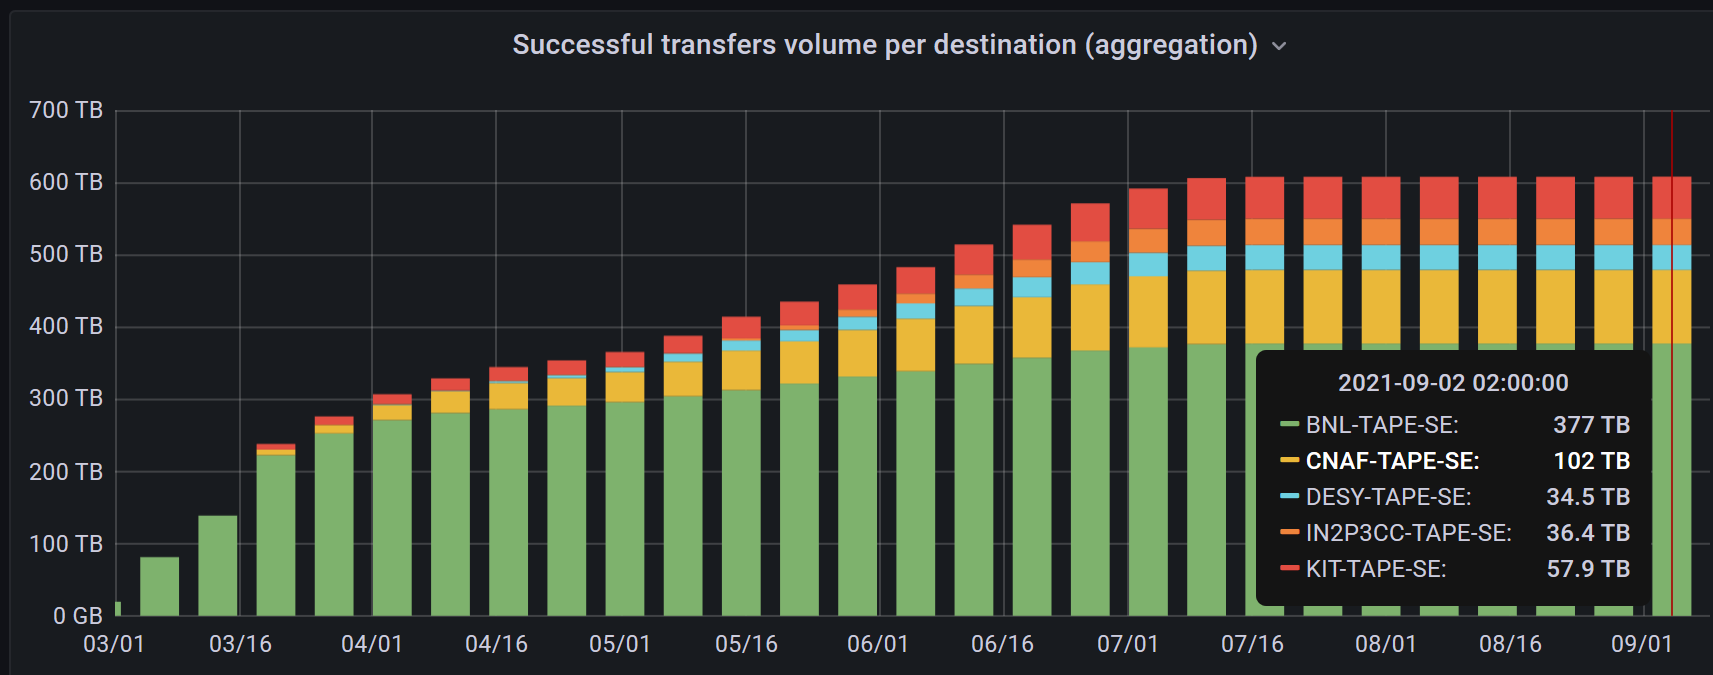 Successful transfers volume per destination (aggregation)
700 TB
600 TB
500 TB
400 TB
300 TB
200 TB
100 TB
0 GB
03/01 03/16 04/01 04/16 05/01 05/16 06/01 06/16 07/01 07/16 08/01 08/16 09/01
2021-09-02 02:00:00
BNL-TAPE-SE: 377 TB
CNAF-TAPE-SE: 102 TB
DESY-TAPE-SE: 34.5 TB
IN2P3CC-TAPE-SE: 36.4 TB
KIT-TAPE-SE: 57.9 TB